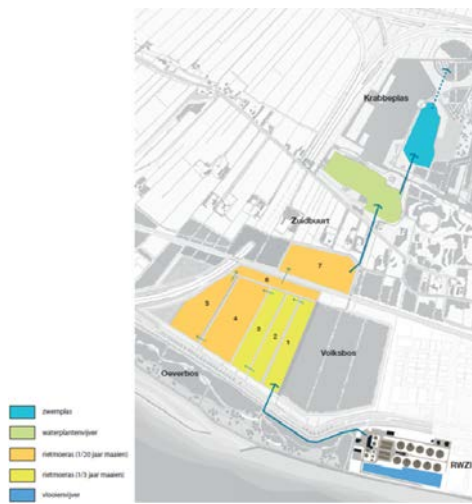 Krabbeplas
Zuidbuurt
7
6
5
4
3
2
1
Volksbos
Oeverbos
RWZI
zwemplas
waterplantenvijver
rietmoeras (1/20 jaar maaien)
rietmoeras (1/3 jaar maaien)
vlooienvijver